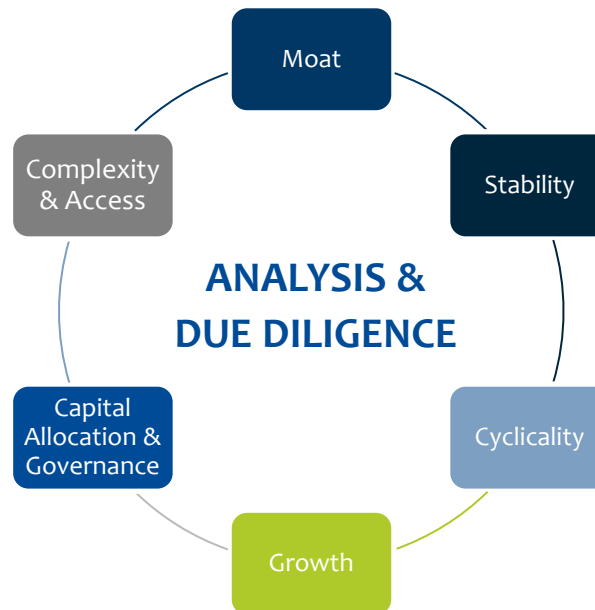 Moat
Complexity
& Access
Stability
ANALYSIS &
DUE DILIGENCE
Capital
Allocation &
Governance
Cyclicality
Growth